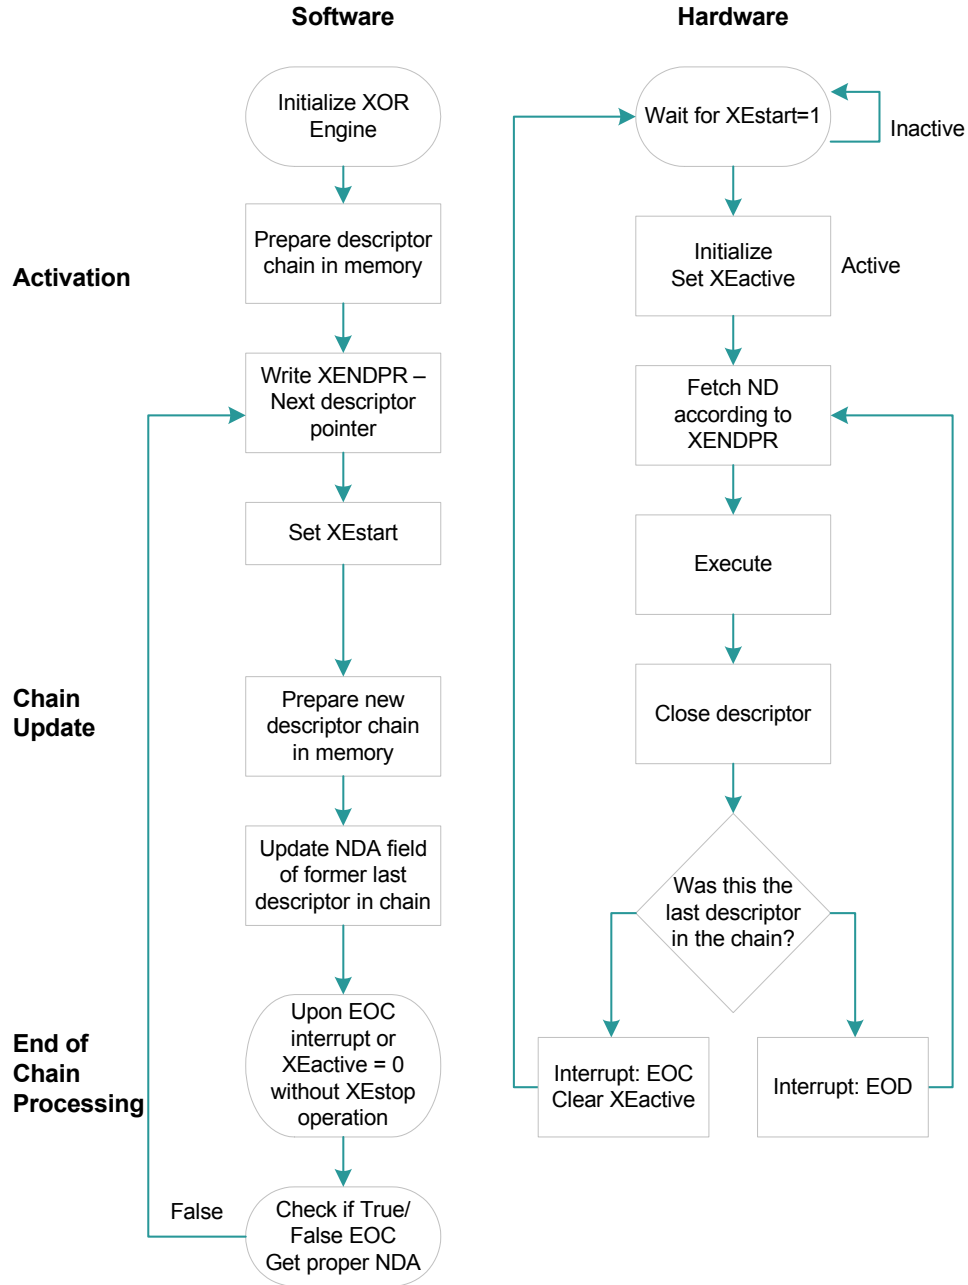 Software
Initialize XOR
Engine
Activation
Prepare descriptor
chain in memory
Write XENDPR –
Next descriptor
pointer
Set XEstart
Chain
Update
Prepare new
descriptor chain
in memory
Update NDA field
of former last
descriptor in chain
End of
Chain
Processing
Upon EOC
interrupt or
XEactive = 0
without XEstop
operation
False
Check if True/
False EOC
Get proper NDA
Hardware
Wait for XEstart=1
Inactive
Initialize
Set XEactive
Active
Fetch ND
according to
XENDPR
Execute
Close descriptor
Was this the
last descriptor
in the chain?
Interrupt: EOC
Clear XEactive
Interrupt: EOD